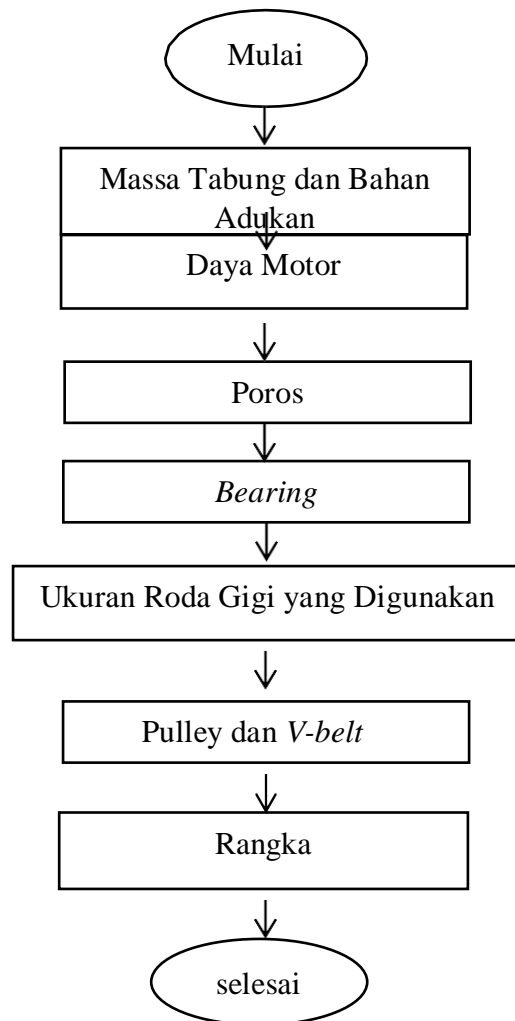 Mulai
Massa Tabung dan Bahan
Adukan
Daya Motor
Poros
Bearing
Ukuran Roda Gigi yang Digunakan
Pulley dan V-belt
Rangka
selesai